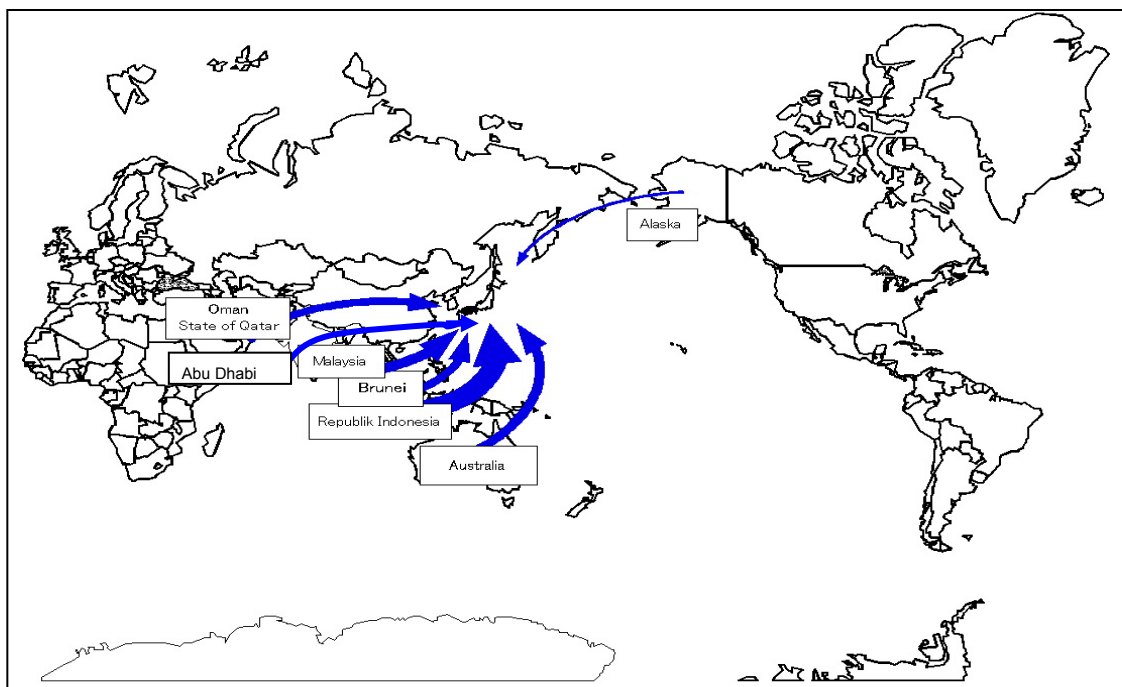 Alaska
Oman
State of Qatar
Abu Dhabi
Malaysia
Brunei
Republik Indonesia
Australia